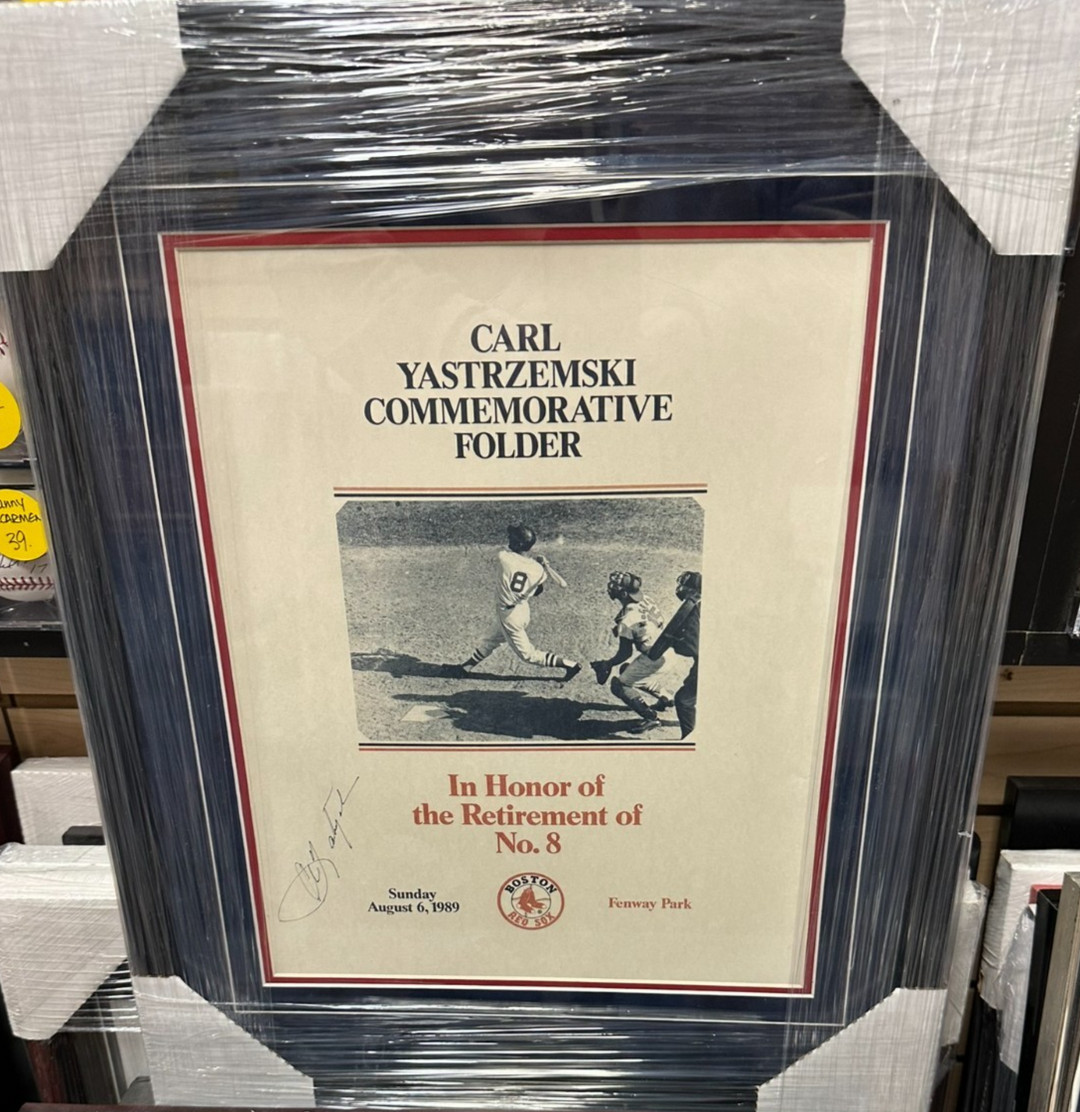 CARL
YASTRZEMSKI
COMMEMORATIVE
FOLDER
8
In Honor of
the Retirement of
No. 8
Sunday
August 6, 1989
BOSTON
RED SOX
Fenway Park
39.